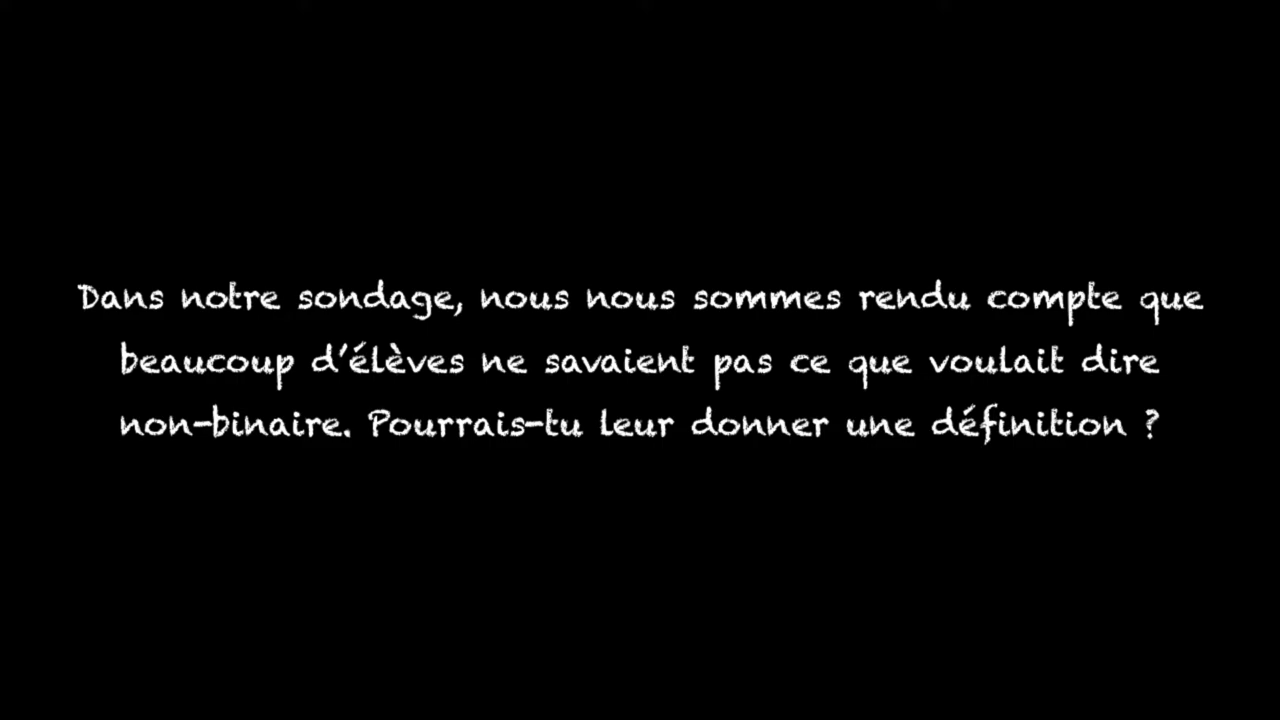 Dans notre sondage, nous nous sommes rendu compte que
beaucoup d'élèves ne savaient pas ce que voulait dire
non-binaire. Pourrais-tu leur donner une définition ?